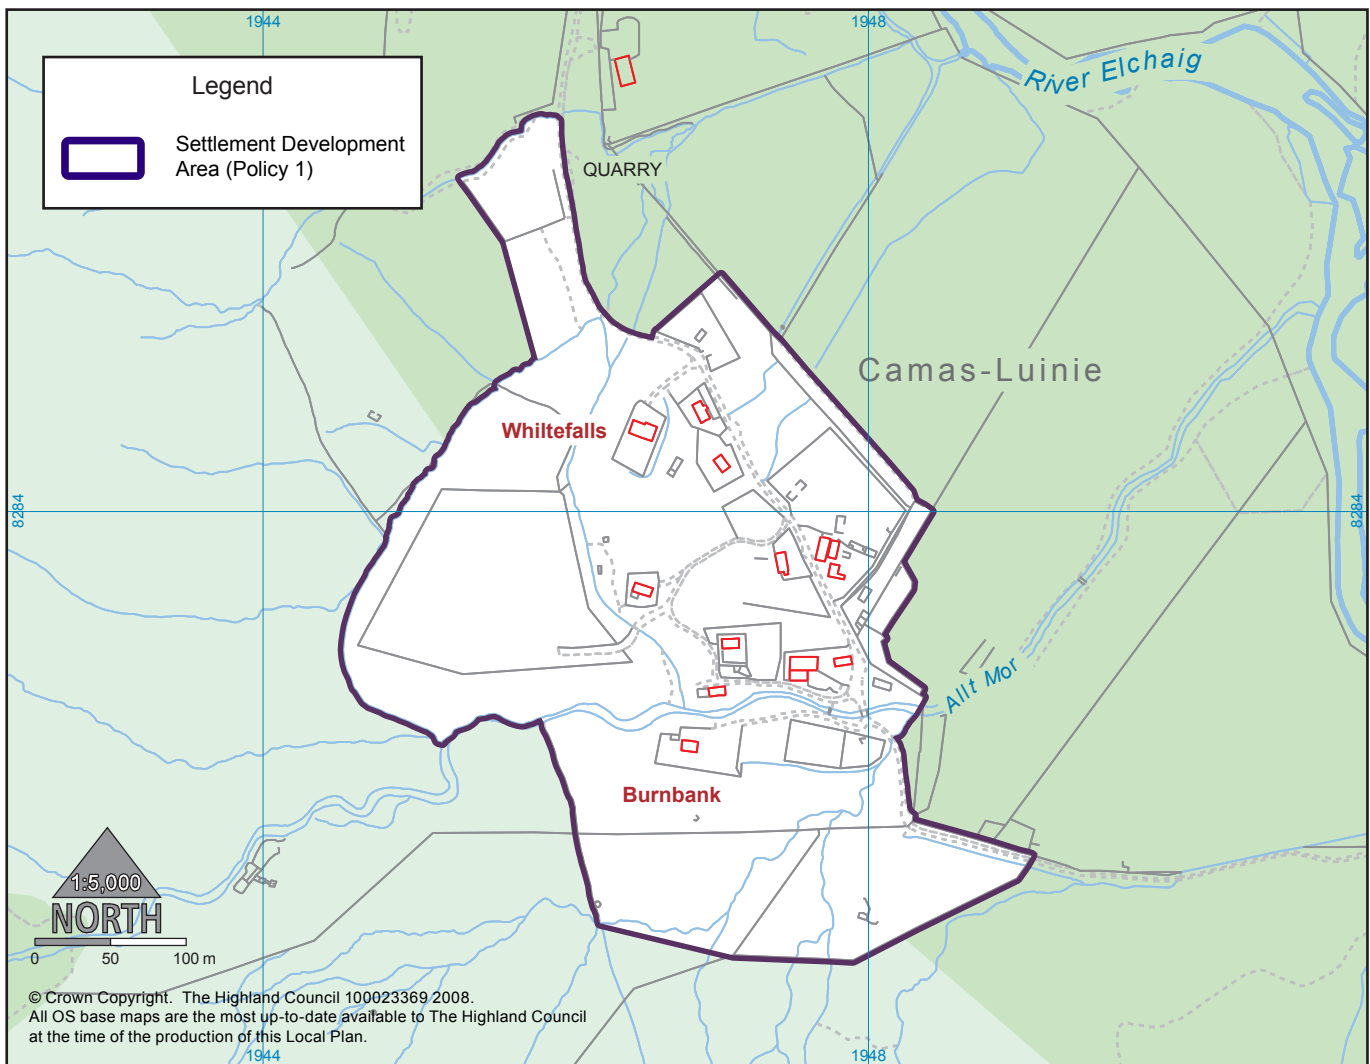 1944
1948
River Elchaig
Legend
Settlement Development
Area (Policy 1)
QUARRY
Camas-Luinie
Whiltefalls
8284
8284
Allt Mor
Burnbank
1:5,000
NORTH
0 50 100 m
© Crown Copyright. The Highland Council 100023369 2008.
All OS base maps are the most up-to-date available to The Highland Council
at the time of the production of this Local Plan.
1944
1948